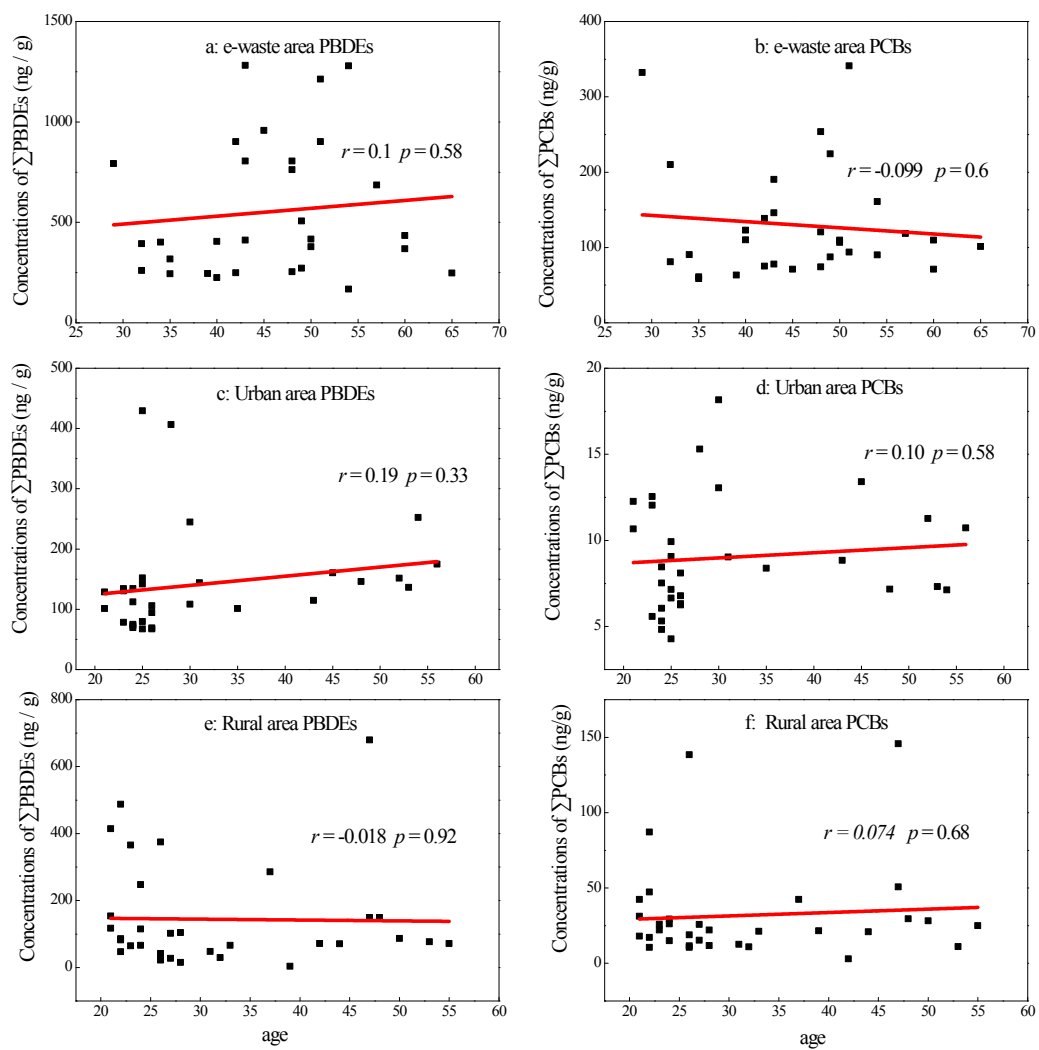 a: e-waste area PBDEs
Concentrations of ∑PBDEs (ng / g)
1500
1000
500
250
0
r = 0.1 p = 0.58
25 30 35 40 45 50 55 60 65 70
b: e-waste area PCBs
Concentrations of ∑PCBs (ng/g)
400
300
200
100
0
r = -0.099 p = 0.6
25 30 35 40 45 50 55 60 65 70
c: Urban area PBDEs
Concentrations of ∑PBDEs (ng / g)
500
400
300
200
100
0
r = 0.19 p = 0.33
20 25 30 35 40 45 50 55 60
d: Urban area PCBs
Concentrations of ∑PCBs (ng/g)
20
15
10
5
r = 0.10 p = 0.58
20 25 30 35 40 45 50 55 60
e: Rural area PBDEs
Concentrations of ∑PBDEs (ng / g)
800
600
400
200
0
r = -0.018 p = 0.92
20 25 30 35 40 45 50 55 60
age
f: Rural area PCBs
Concentrations of ∑PCBs (ng/g)
150
100
50
0
r = 0.074 p = 0.68
20 25 30 35 40 45 50 55 60
age